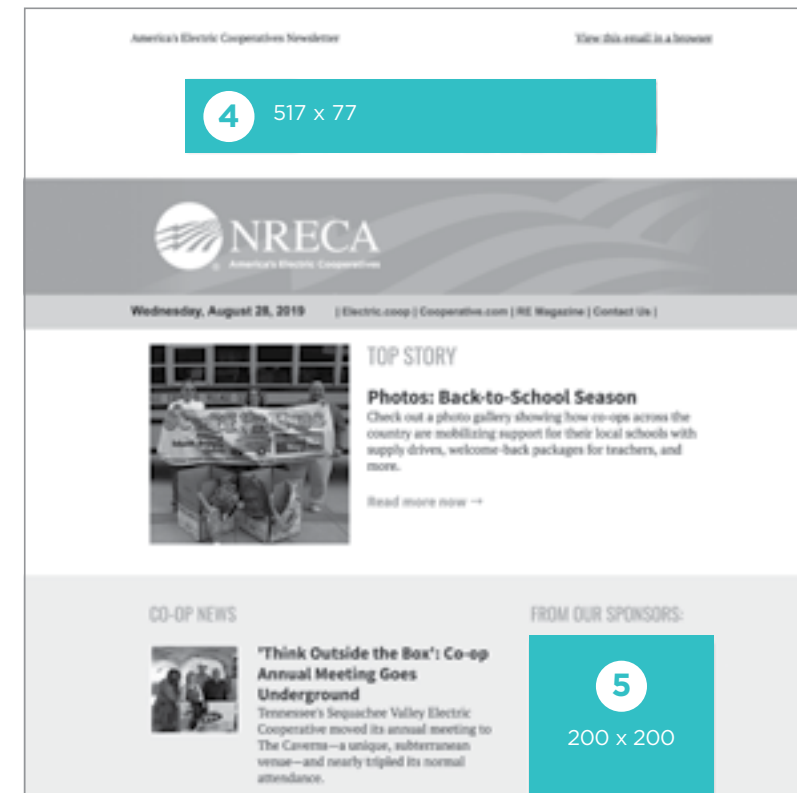 America's Electric Cooperatives Newsletter
View this email in a browser
4 517 x 77
NRECA
America's Electric Cooperatives
Wednesday, August 28, 2019 | Electric.coop | Cooperative.com | RE Magazine | Contact Us |
TOP STORY
Photos: Back-to-School Season
Check out a photo gallery showing how co-ops across the
country are mobilizing support for their local schools with
supply drives, welcome-back packages for teachers, and
more.
Read more now →
CO-OP NEWS
'Think Outside the Box': Co-op
Annual Meeting Goes
Underground
Tennessee's Sequachee Valley Electric
Cooperative moved its annual meeting to
The Caverns—a unique, subterranean
venue—and nearly tripled its normal
attendance.
FROM OUR SPONSORS:
5
200 x 200